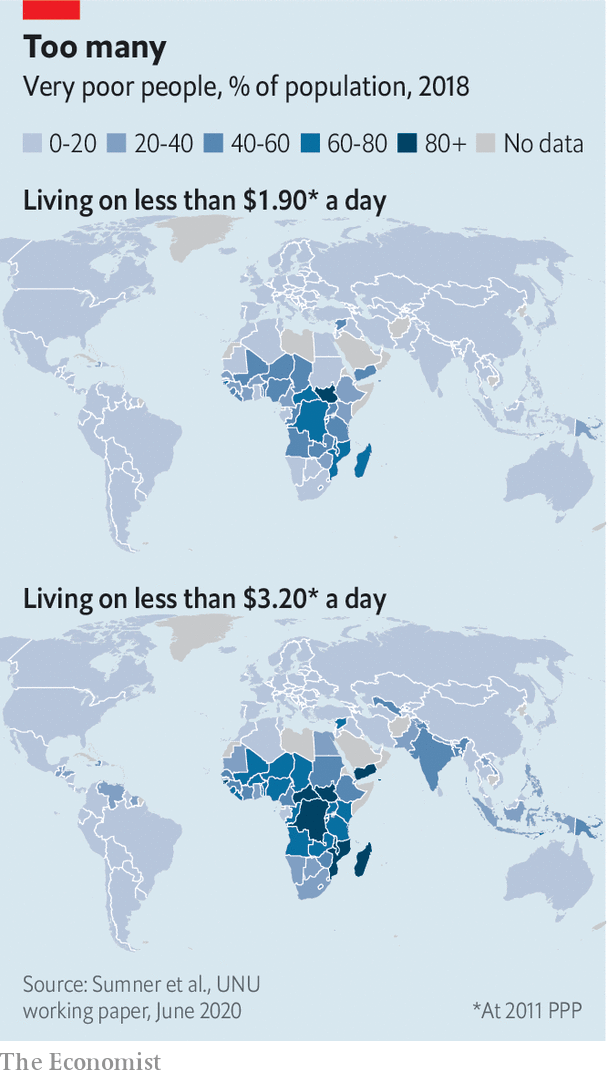 Too many
Very poor people, % of population, 2018
0-20 20-40 40-60 60-80 80+ No data
Living on less than $1.90* a day
Living on less than $3.20* a day
Source: Sumner et al., UNU
working paper, June 2020
*At 2011 PPP
The Economist